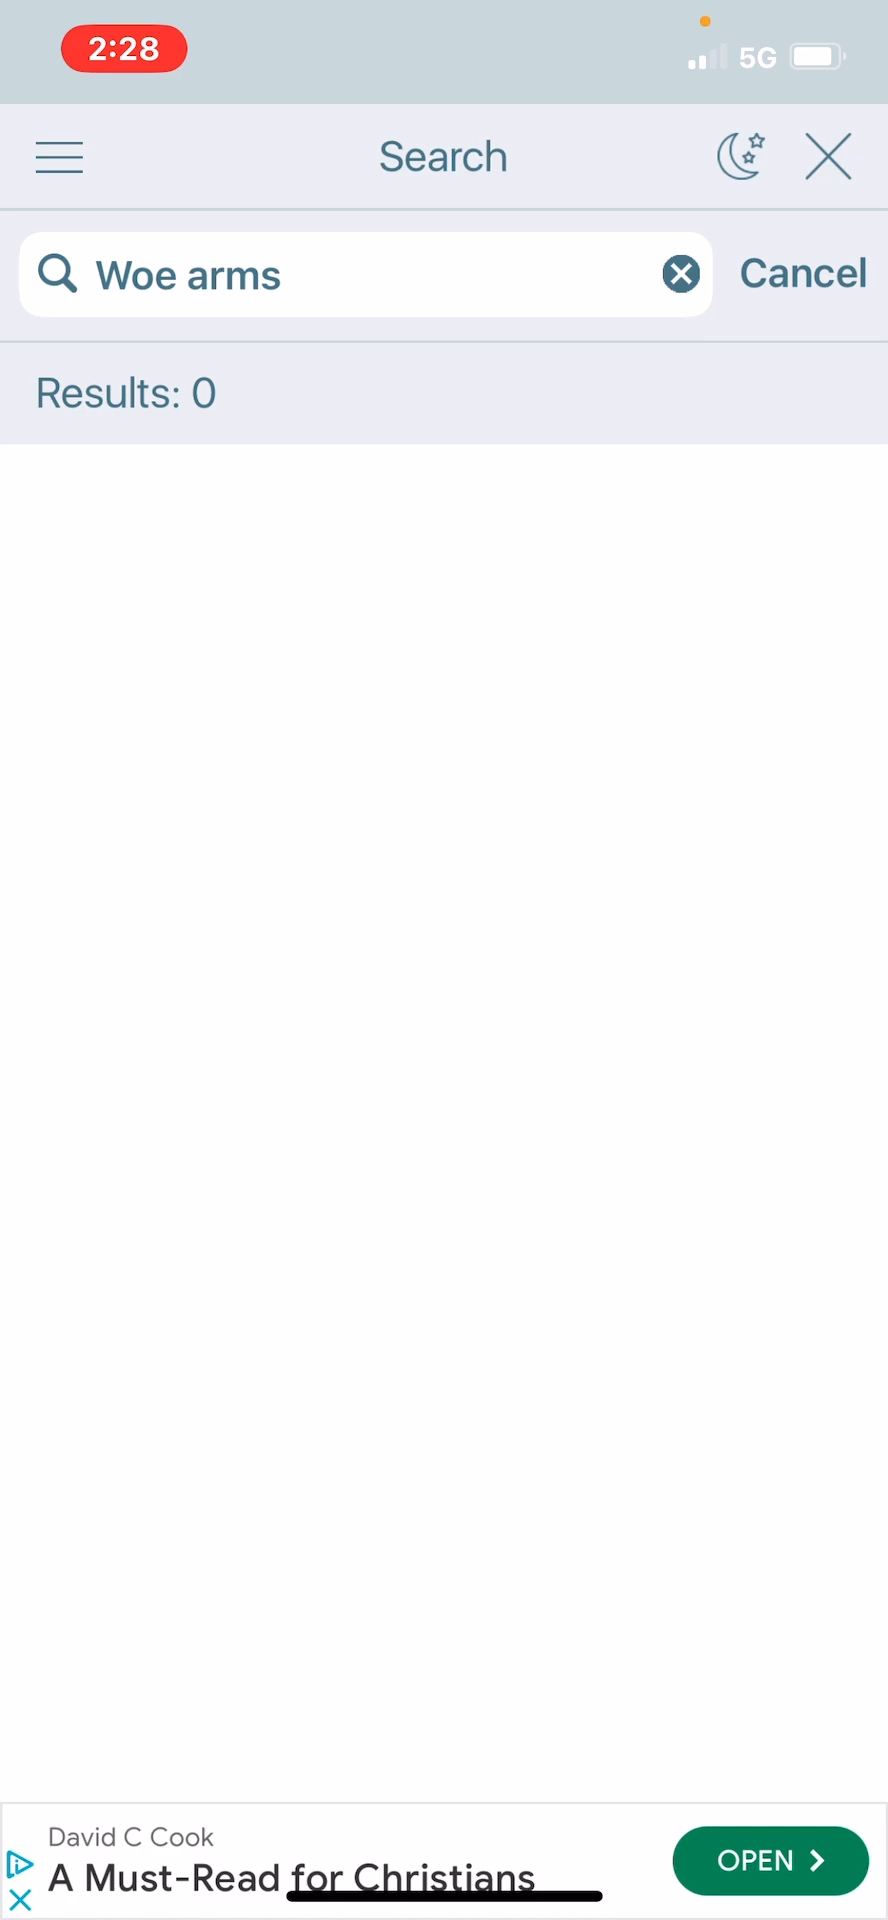 2:28
5G
Search
Woe arms
Cancel
Results: 0
David C Cook
A Must-Read for Christians
OPEN